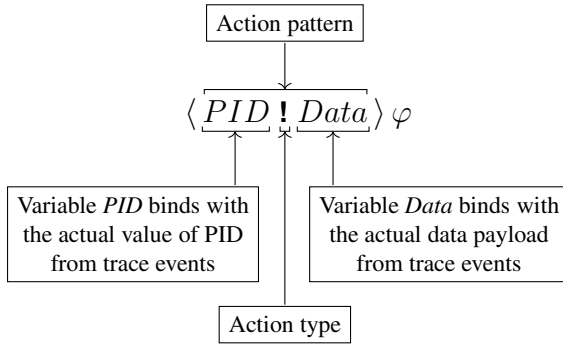 Action pattern
⟨ PID ! Data ⟩ φ
Variable PID binds with
the actual value of PID
from trace events
Variable Data binds with
the actual data payload
from trace events
Action type